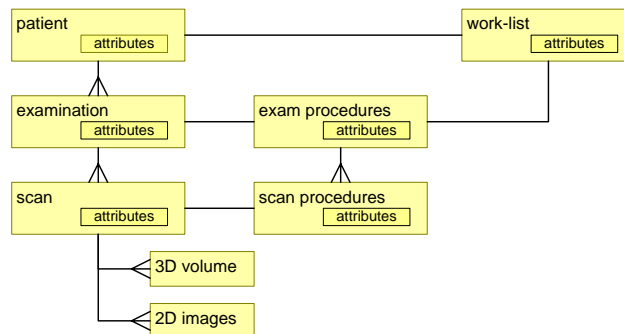 patient
attributes
work-list
attributes
examination
attributes
exam procedures
attributes
scan
attributes
scan procedures
attributes
3D volume
2D images